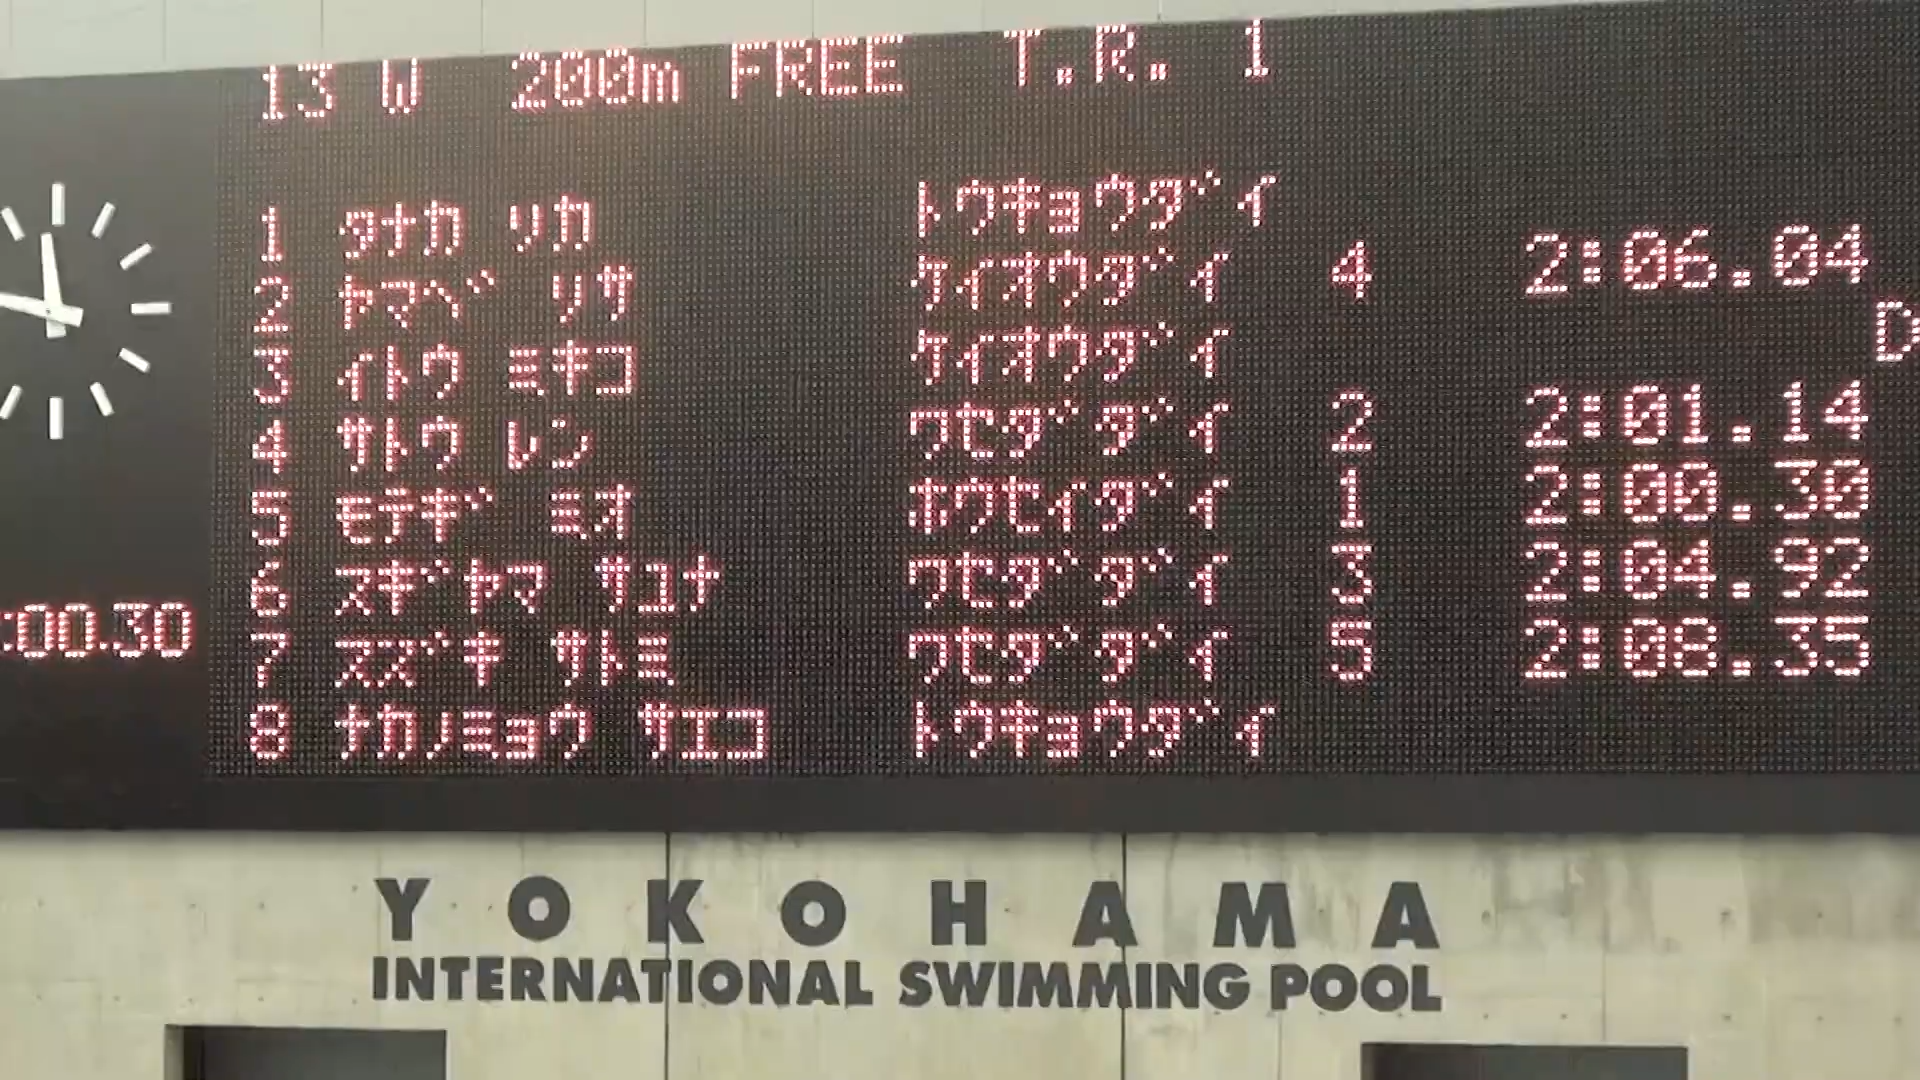 13 W 200m FREE T.R. 1
1 タナカ リカ トウキョウダイ
2 ヤマベ リサ ケイオウダイ 4 2:06.04
3 イトウ ミキコ ケイオウダイ D
4 サトウ レン ワセダダイ 2 2:01.14
5 モテギ ミオ ホウセイダイ 1 2:00.30
6 スギヤマ サユナ ワセダダイ 3 2:04.92
:00.30
7 スズキ サトミ ワセダダイ 5 2:08.35
8 ナカノミョウ サエコ トウキョウダイ
YOKOHAMA
INTERNATIONAL SWIMMING POOL